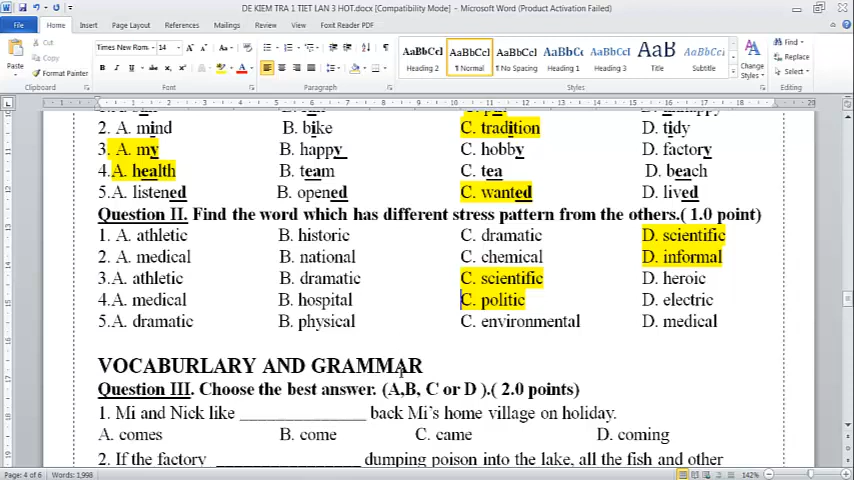 DE KIEM TRA 1 TIET LAN 3 HOT.docx [Compatibility Mode] - Microsoft Word (Product Activation Failed)
File Home Insert Page Layout References Mailings Review View Foxit Reader PDF
Cut Copy Format Painter Paste
Times New Rom 14
AaBbCcI AaBbCcI AaBbCcI AaBbCc AaBbCcI AaB AaBbCcI
Heading 2 ¶ Normal ¶ No Spacing Heading 1 Heading 3 Title Subtitle
Change Styles
Find Replace Select
Clipboard Font Paragraph Styles Editing
2. A. mind B. bike C. tradition D. tidy
3. A. my B. happy C. hobby D. factory
4.A. health B. team C. tea D. beach
5.A. listened B. opened C. wanted D. lived
Question II. Find the word which has different stress pattern from the others.( 1.0 point)
1. A. athletic B. historic C. dramatic D. scientific
2. A. medical B. national C. chemical D. informal
3.A. athletic B. dramatic C. scientific D. heroic
4.A. medical B. hospital C. politic D. electric
5.A. dramatic B. physical C. environmental D. medical
VOCABURLARY AND GRAMMAR
Question III. Choose the best answer. (A,B, C or D ).( 2.0 points)
1. Mi and Nick like ______________ back Mi’s home village on holiday.
A. comes B. come C. came D. coming
2. If the factory ________________ dumping poison into the lake, all the fish and other
Page: 4 of 6 Words: 1,998 142%